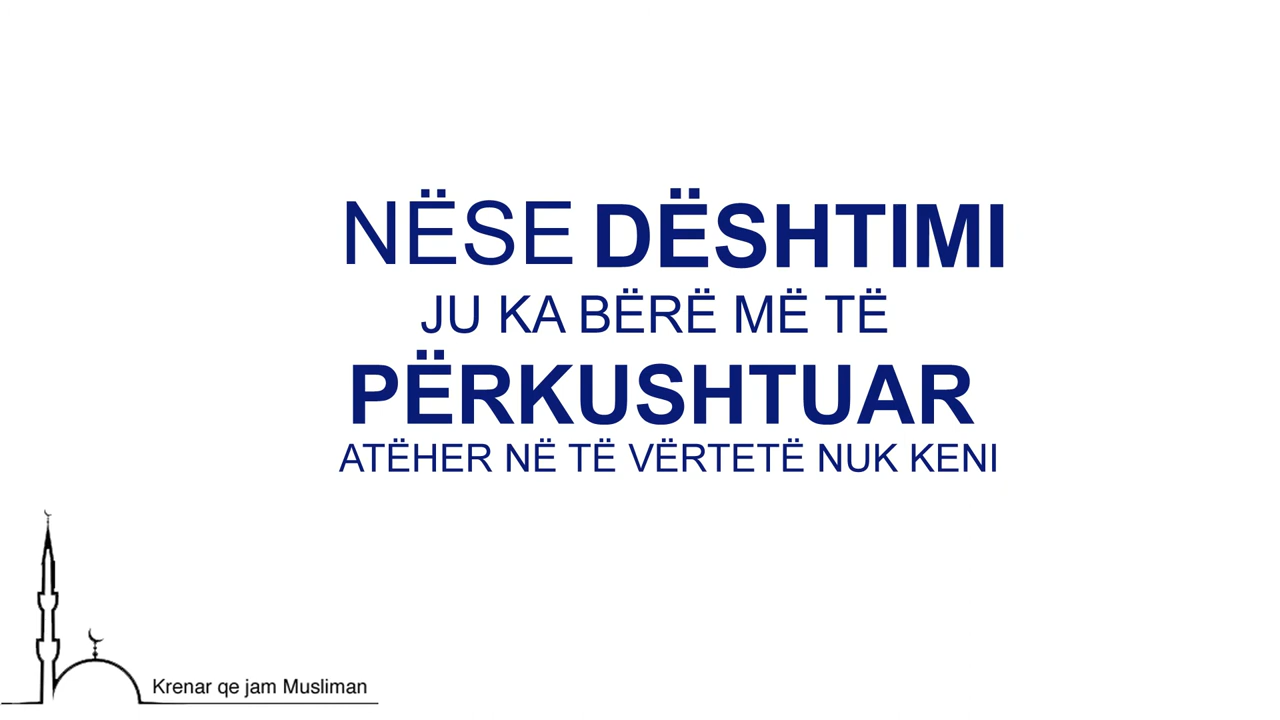 NËSE DËSHTIMI
JU KA BËRË MË TË
PËRKUSHTUAR
ATËHER NË TË VËRTETË NUK KENI
Krenar qe jam Musliman